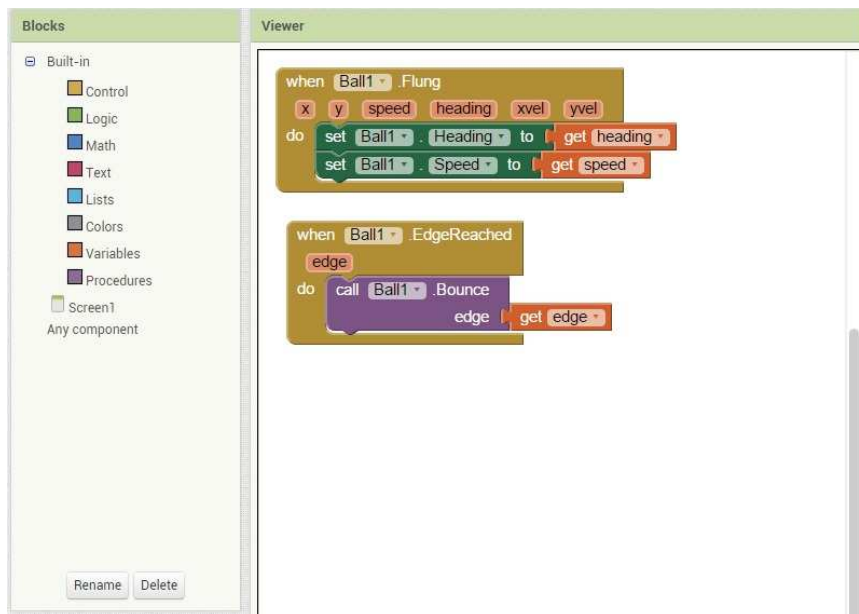 Blocks
Built-in
Control
Logic
Math
Text
Lists
Colors
Variables
Procedures
Screen1
Any component
Rename Delete
Viewer
when Ball1 .Flung
x y speed heading xvel yvel
do set Ball1 . Heading to get heading
set Ball1 . Speed to get speed
when Ball1 .EdgeReached
edge
do call Ball1 .Bounce
edge get edge